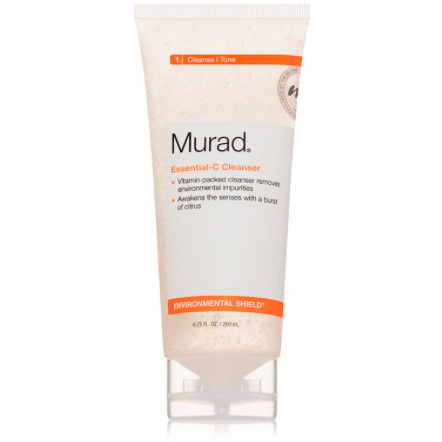 1 Cleanse / Tone
Murad®
Essential-C Cleanser
• Vitamin-packed cleanser removes
environmental impurities
• Awakens the senses with a burst
of citrus
ENVIRONMENTAL SHIELD®
6.75 FL. OZ. / 200 mL